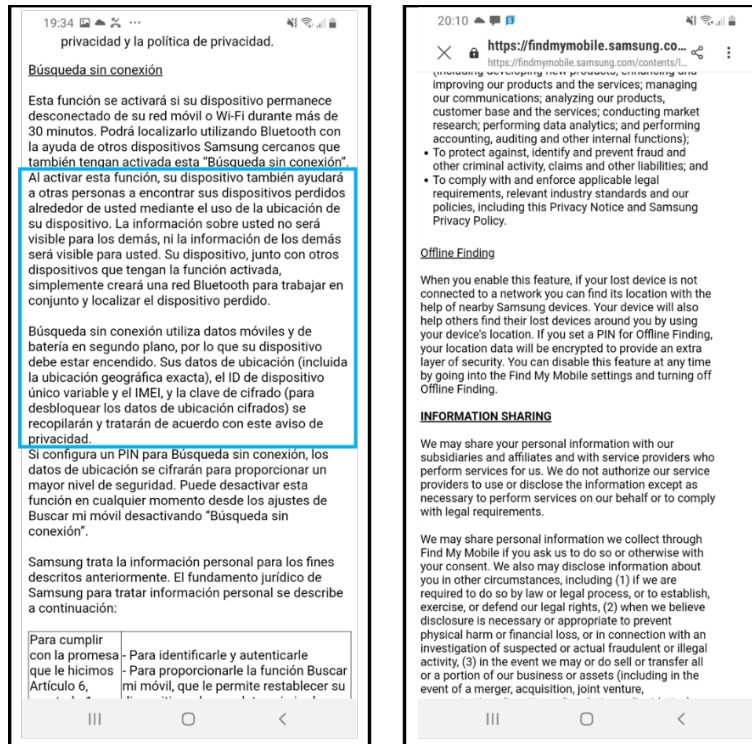 19:34
privacidad y la política de privacidad.
Búsqueda sin conexión
Esta función se activará si su dispositivo permanece
desconectado de su red móvil o Wi-Fi durante más de
30 minutos. Podrá localizarlo utilizando Bluetooth con
la ayuda de otros dispositivos Samsung cercanos que
también tengan activada esta “Búsqueda sin conexión”.
Al activar esta función, su dispositivo también ayudará
a otras personas a encontrar sus dispositivos perdidos
alrededor de usted mediante el uso de la ubicación de
su dispositivo. La información sobre usted no será
visible para los demás, ni la información de los demás
será visible para usted. Su dispositivo, junto con otros
dispositivos que tengan la función activada,
simplemente creará una red Bluetooth para trabajar en
conjunto y localizar el dispositivo perdido.
Búsqueda sin conexión utiliza datos móviles y de
batería en segundo plano, por lo que su dispositivo
debe estar encendido. Sus datos de ubicación (incluida
la ubicación geográfica exacta), el ID de dispositivo
único variable y el IMEI, y la clave de cifrado (para
desbloquear los datos de ubicación cifrados) se
recopilarán y tratarán de acuerdo con este aviso de
privacidad.
Si configura un PIN para Búsqueda sin conexión, los
datos de ubicación se cifrarán para proporcionar un
mayor nivel de seguridad. Puede desactivar esta
función en cualquier momento desde los ajustes de
Buscar mi móvil desactivando “Búsqueda sin
conexión”.
Samsung trata la información personal para los fines
descritos anteriormente. El fundamento jurídico de
Samsung para tratar información personal se describe
a continuación:
Para cumplir
con la promesa
que le hicimos
Artículo 6,
- Para identificarle y autenticarle
- Para proporcionarle la función Buscar
mi móvil, que le permite restablecer su
20:10
https://findmymobile.samsung.co...
https://findmymobile.samsung.com/contents/l...
(including developing new products, enhancing and
improving our products and the services; managing
our communications; analyzing our products,
customer base and the services; conducting market
research; performing data analytics; and performing
accounting, auditing and other internal functions);
• To protect against, identify and prevent fraud and
other criminal activity, claims and other liabilities; and
• To comply with and enforce applicable legal
requirements, relevant industry standards and our
policies, including this Privacy Notice and Samsung
Privacy Policy.
Offline Finding
When you enable this feature, if your lost device is not
connected to a network you can find its location with the
help of nearby Samsung devices. Your device will also
help others find their lost devices around you by using
your device's location. If you set a PIN for Offline Finding,
your location data will be encrypted to provide an extra
layer of security. You can disable this feature at any time
by going into the Find My Mobile settings and turning off
Offline Finding.
INFORMATION SHARING
We may share your personal information with our
subsidiaries and affiliates and with service providers who
perform services for us. We do not authorize our service
providers to use or disclose the information except as
necessary to perform services on our behalf or to comply
with legal requirements.
We may share personal information we collect through
Find My Mobile if you ask us to do so or otherwise with
your consent. We also may disclose information about
you in other circumstances, including (1) if we are
required to do so by law or legal process, or to establish,
exercise, or defend our legal rights, (2) when we believe
disclosure is necessary or appropriate to prevent
physical harm or financial loss, or in connection with an
investigation of suspected or actual fraudulent or illegal
activity, (3) in the event we may or do sell or transfer all
or a portion of our business or assets (including in the
event of a merger, acquisition, joint venture,